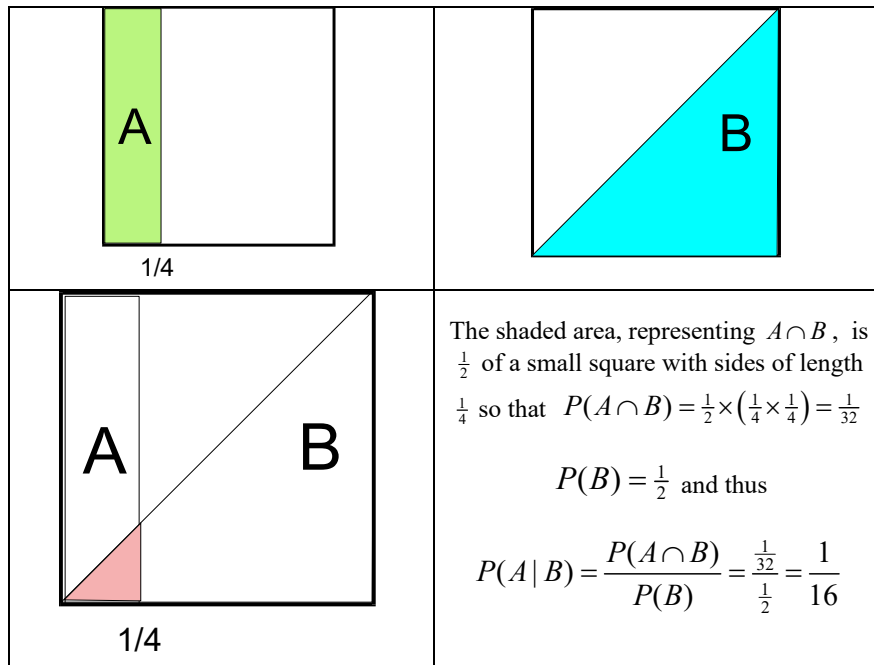 A
1/4
B
A
B
1/4
The shaded area, representing A∩B, is
1/2 of a small square with sides of length
1/4 so that P(A∩B) = 1/2 × (1/4 × 1/4) = 1/32
P(B) = 1/2 and thus
P(A | B) = P(A∩B) / P(B) = (1/32) / (1/2) = 1/16